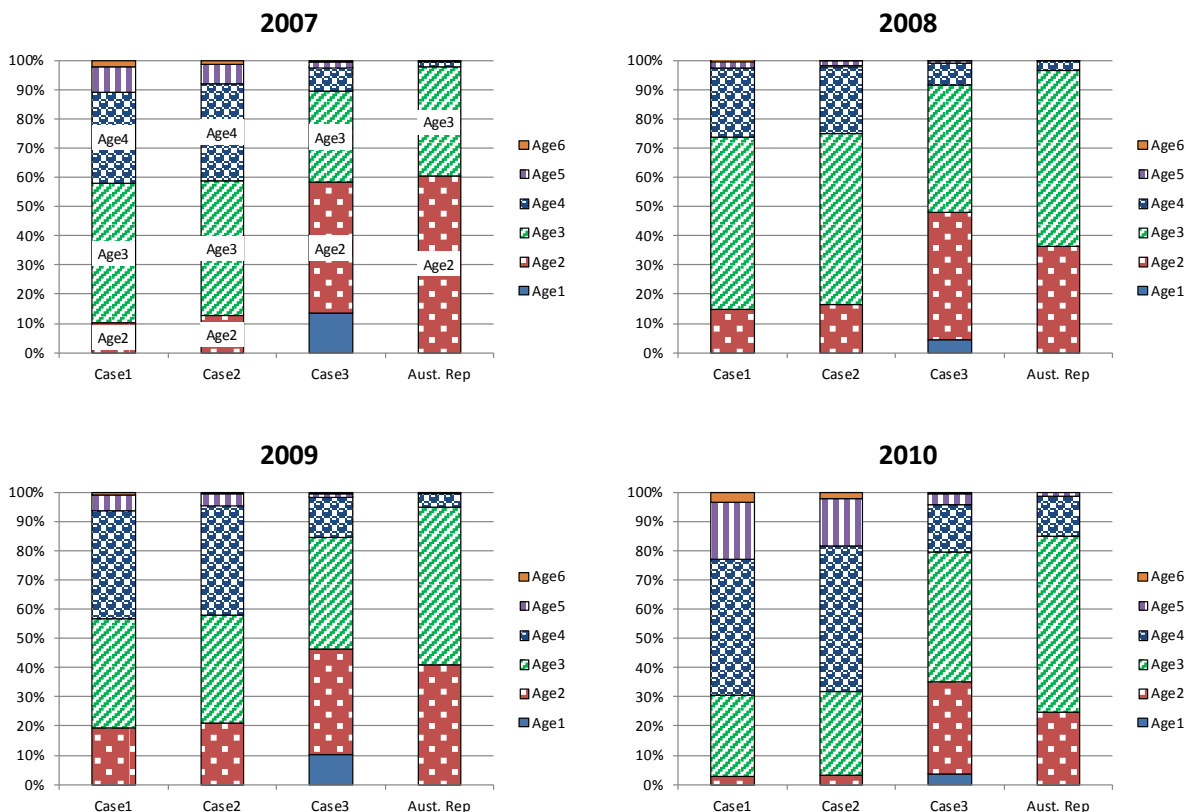 2007
100%
90%
80%
70%
60%
50%
40%
30%
20%
10%
0%
Age4
Age3
Age2
Age4
Age3
Age2
Age3
Age2
Age3
Age2
Case1
Case2
Case3
Aust. Rep
Age6
Age5
Age4
Age3
Age2
Age1
2008
100%
90%
80%
70%
60%
50%
40%
30%
20%
10%
0%
Case1
Case2
Case3
Aust. Rep
Age6
Age5
Age4
Age3
Age2
Age1
2009
100%
90%
80%
70%
60%
50%
40%
30%
20%
10%
0%
Case1
Case2
Case3
Aust. Rep
Age6
Age5
Age4
Age3
Age2
Age1
2010
100%
90%
80%
70%
60%
50%
40%
30%
20%
10%
0%
Case1
Case2
Case3
Aust. Rep
Age6
Age5
Age4
Age3
Age2
Age1